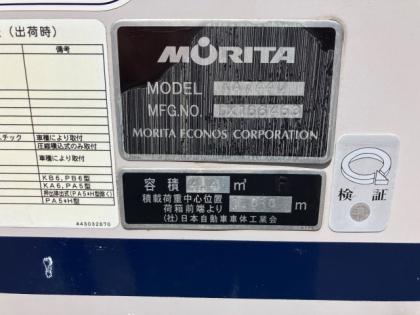 (出荷時)
備考
車種により取付
圧縮積込式のみ取付
車種により取付
KB6,PB6型
KA6,PA5型
PA5*H型
443032870
MORITA
MODEL
MFG.NO.
MORITA ECONOS CORPORATION
容積 m³
積載荷重中心位置
荷箱前端より m
(社)日本自動車車体工業会
検証